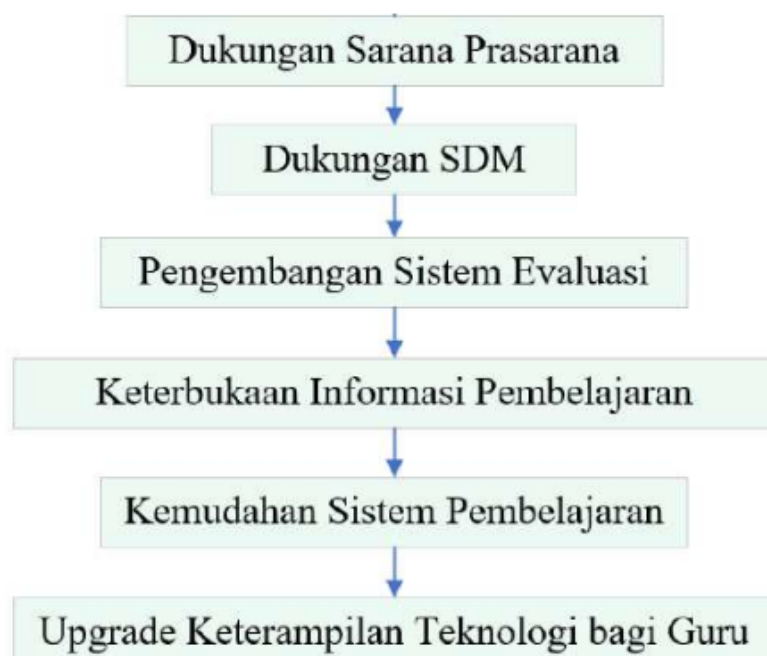 Dukungan Sarana Prasarana
Dukungan SDM
Pengembangan Sistem Evaluasi
Keterbukaan Informasi Pembelajaran
Kemudahan Sistem Pembelajaran
Upgrade Keterampilan Teknologi bagi Guru